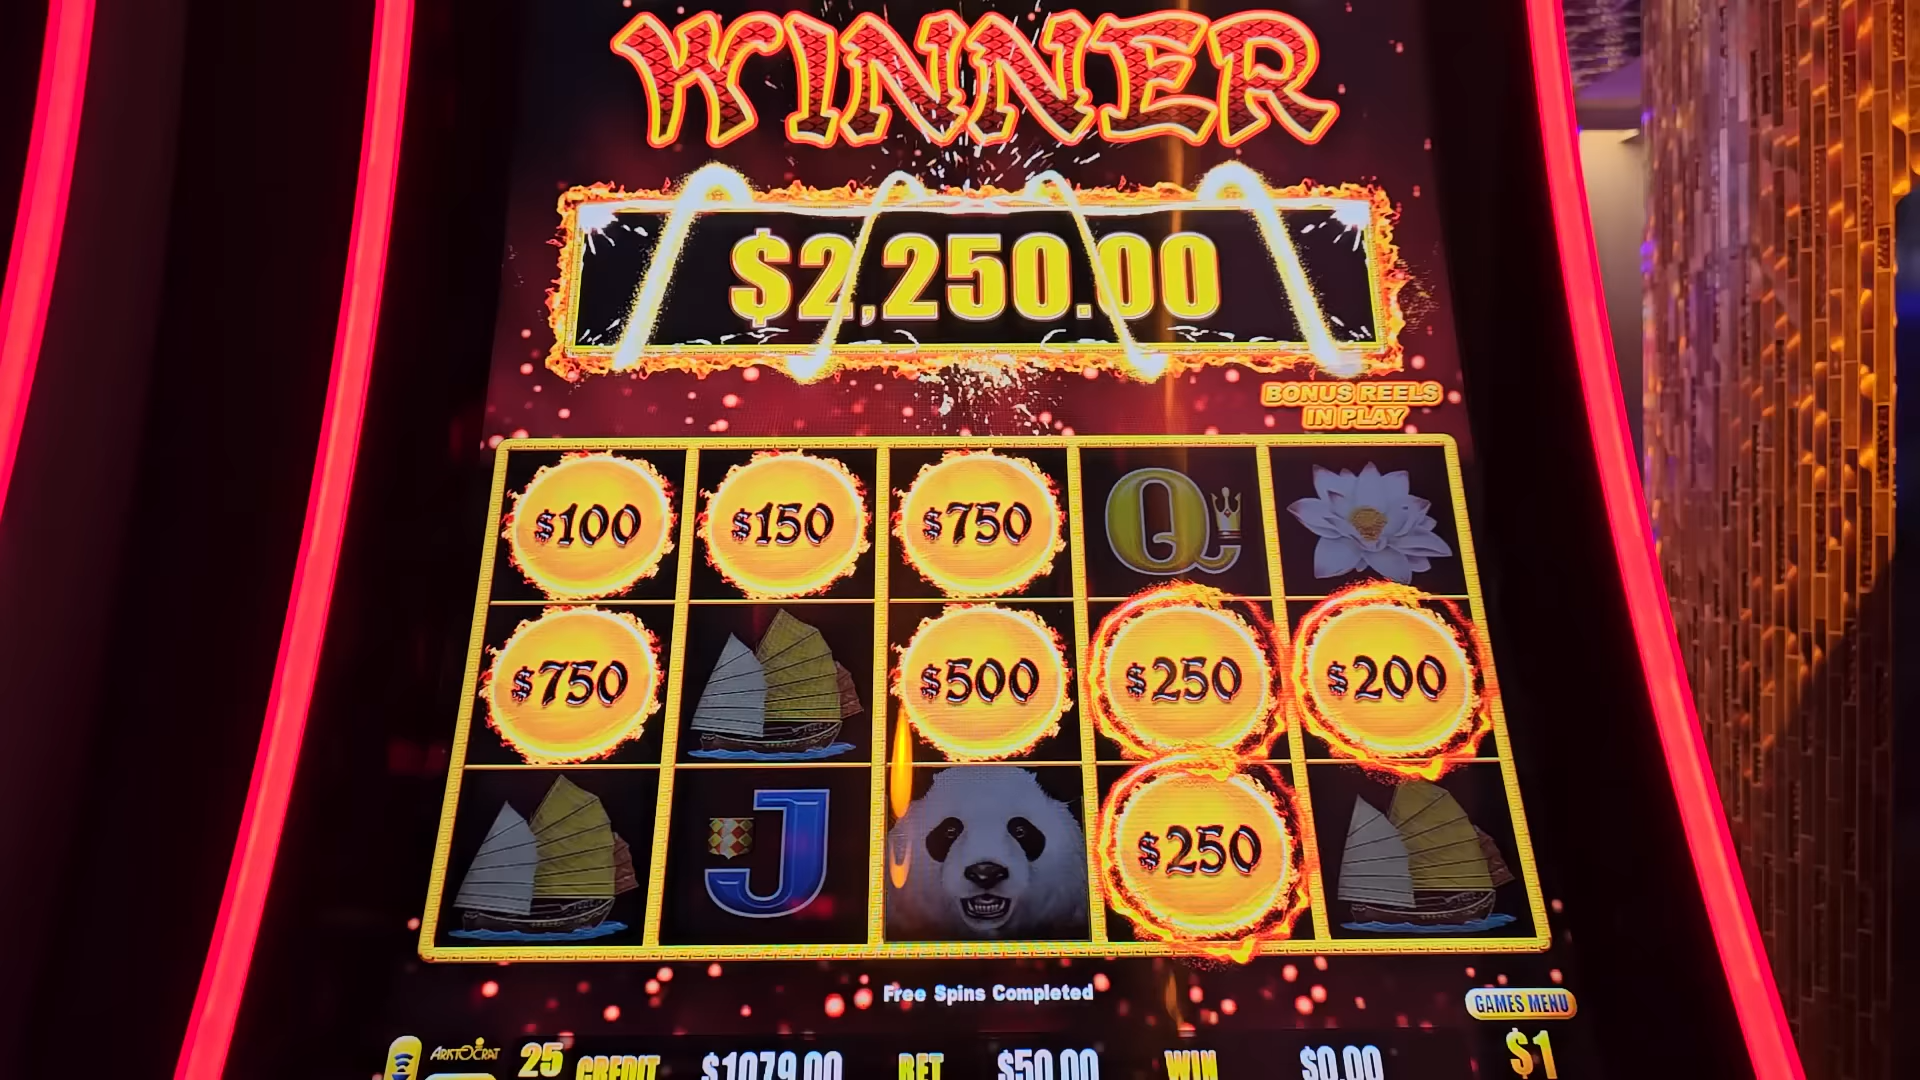 WINNER
$2,250.00
BONUS REELS
IN PLAY
$100 $150 $750 Q
$750 $500 $250 $200
J $250
Free Spins Completed
GAMES MENU
ARISTOCRAT 25 CREDIT $1079.00 BET $50.00 WIN $0.00 $1